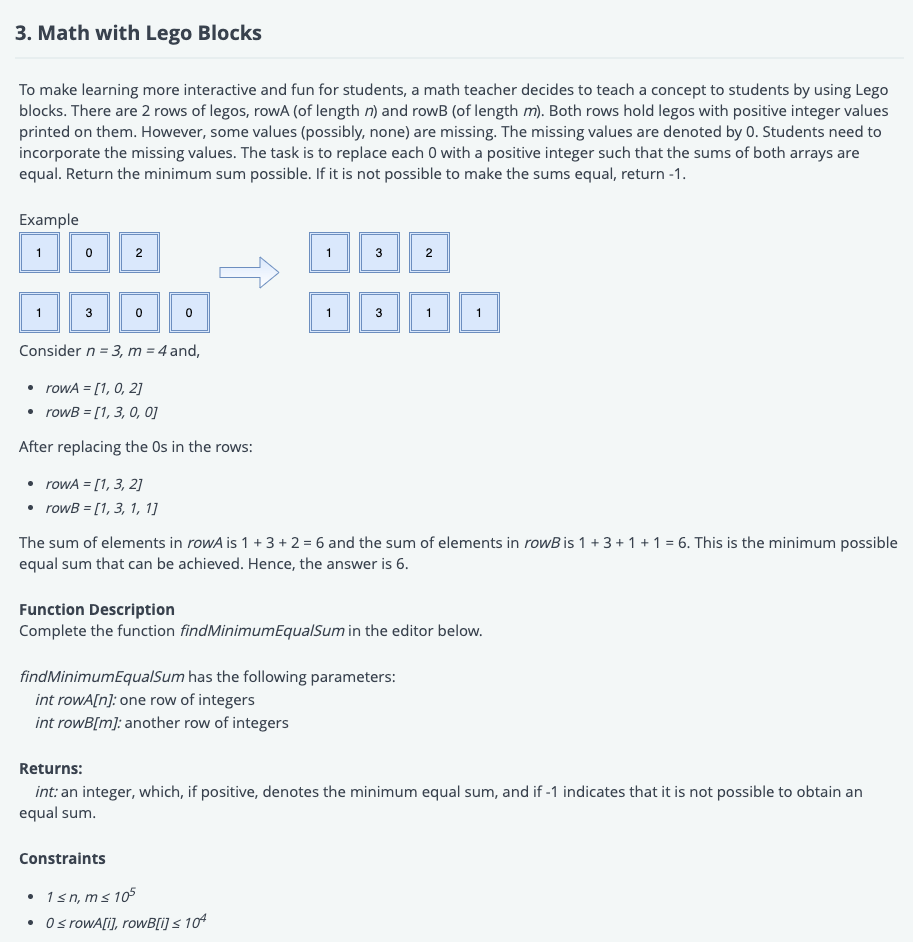 3. Math with Lego Blocks
To make learning more interactive and fun for students, a math teacher decides to teach a concept to students by using Lego
blocks. There are 2 rows of legos, rowA (of length n) and rowB (of length m). Both rows hold legos with positive integer values
printed on them. However, some values (possibly, none) are missing. The missing values are denoted by 0. Students need to
incorporate the missing values. The task is to replace each 0 with a positive integer such that the sums of both arrays are
equal. Return the minimum sum possible. If it is not possible to make the sums equal, return -1.
Example
1 0 2 1 3 2
1 3 0 0 1 3 1 1
Consider n = 3, m = 4 and,
• rowA = [1, 0, 2]
• rowB = [1, 3, 0, 0]
After replacing the 0s in the rows:
• rowA = [1, 3, 2]
• rowB = [1, 3, 1, 1]
The sum of elements in rowA is 1 + 3 + 2 = 6 and the sum of elements in rowB is 1 + 3 + 1 + 1 = 6. This is the minimum possible
equal sum that can be achieved. Hence, the answer is 6.
Function Description
Complete the function findMinimumEqualSum in the editor below.
findMinimumEqualSum has the following parameters:
int rowA[n]: one row of integers
int rowB[m]: another row of integers
Returns:
int: an integer, which, if positive, denotes the minimum equal sum, and if -1 indicates that it is not possible to obtain an
equal sum.
Constraints
• 1 ≤ n, m ≤ 10⁵
• 0 ≤ rowA[i], rowB[i] ≤ 10⁴